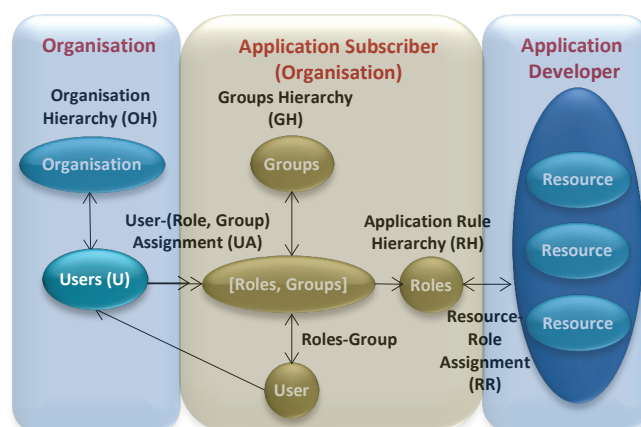 Organisation
Application Subscriber
(Organisation)
Application
Developer
Organisation
Hierarchy (OH)
Groups Hierarchy
(GH)
Organisation
Groups
Resource
User-(Role, Group)
Assignment (UA)
Application Rule
Hierarchy (RH)
Resource
Users (U)
[Roles, Groups]
Roles
Resource
Roles-Group
Resource-
Role
Assignment
(RR)
User